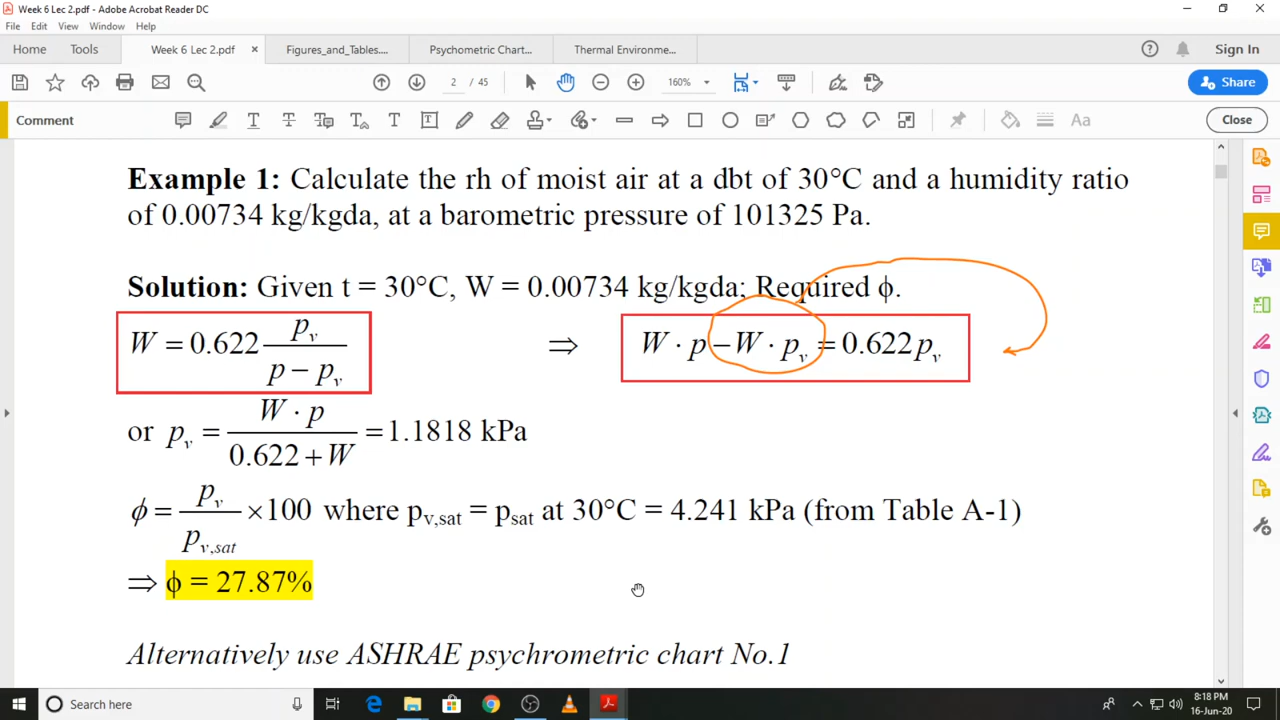 Week 6 Lec 2.pdf - Adobe Acrobat Reader DC
File Edit View Window Help
Home Tools Week 6 Lec 2.pdf × Figures_and_Tables.... Psychometric Chart... Thermal Environme... Sign In
2 / 45 160% Share
Comment Aa Close
Example 1: Calculate the rh of moist air at a dbt of 30°C and a humidity ratio
of 0.00734 kg/kgda, at a barometric pressure of 101325 Pa.
Solution: Given t = 30°C, W = 0.00734 kg/kgda; Required ϕ.
W = 0.622 p_v / (p − p_v) ⇒ W · p − W · p_v = 0.622 p_v
or p_v = W · p / (0.622 + W) = 1.1818 kPa
ϕ = p_v / p_v,sat × 100 where p_v,sat = p_sat at 30°C = 4.241 kPa (from Table A-1)
⇒ ϕ = 27.87%
Alternatively use ASHRAE psychrometric chart No.1
Search here
8:18 PM
16-Jun-20